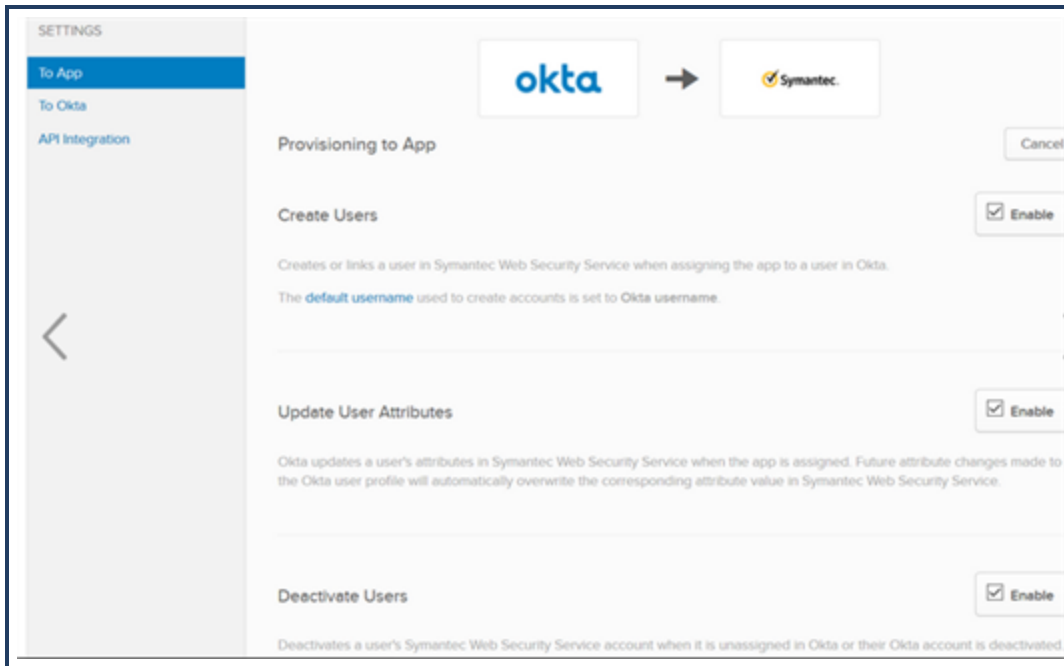 SETTINGS
To App
To Okta
API Integration
okta
Symantec.
Provisioning to App
Cancel
Create Users
Enable
Creates or links a user in Symantec Web Security Service when assigning the app to a user in Okta.
The default username used to create accounts is set to Okta username.
Update User Attributes
Enable
Okta updates a user's attributes in Symantec Web Security Service when the app is assigned. Future attribute changes made to
the Okta user profile will automatically overwrite the corresponding attribute value in Symantec Web Security Service.
Deactivate Users
Enable
Deactivates a user's Symantec Web Security Service account when it is unassigned in Okta or their Okta account is deactivated.